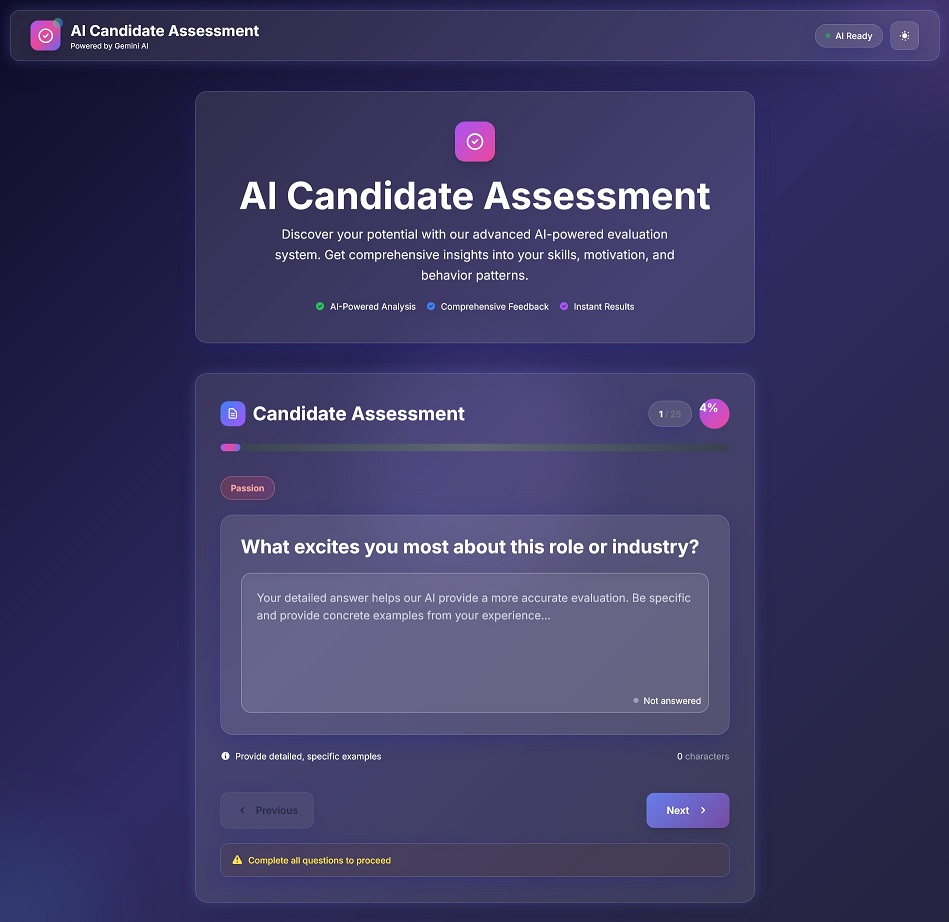 AI Candidate Assessment
Powered by Gemini AI
AI Ready
AI Candidate Assessment
Discover your potential with our advanced AI-powered evaluation
system. Get comprehensive insights into your skills, motivation, and
behavior patterns.
AI-Powered Analysis Comprehensive Feedback Instant Results
Candidate Assessment
1 / 25
4%
Passion
What excites you most about this role or industry?
Your detailed answer helps our AI provide a more accurate evaluation. Be specific
and provide concrete examples from your experience...
Not answered
Provide detailed, specific examples
0 characters
Previous
Next
Complete all questions to proceed